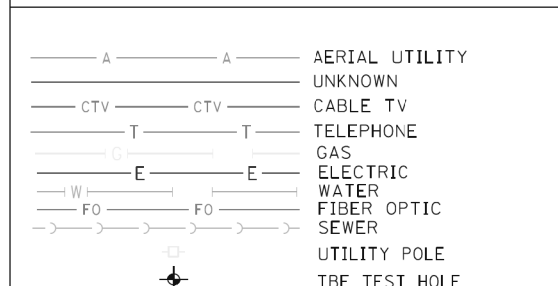 A A AERIAL UTILITY
UNKNOWN
CTV CTV CABLE TV
T T TELEPHONE
G GAS
E E ELECTRIC
W WATER
FO FO FIBER OPTIC
SEWER
UTILITY POLE
TBE TEST HOLE